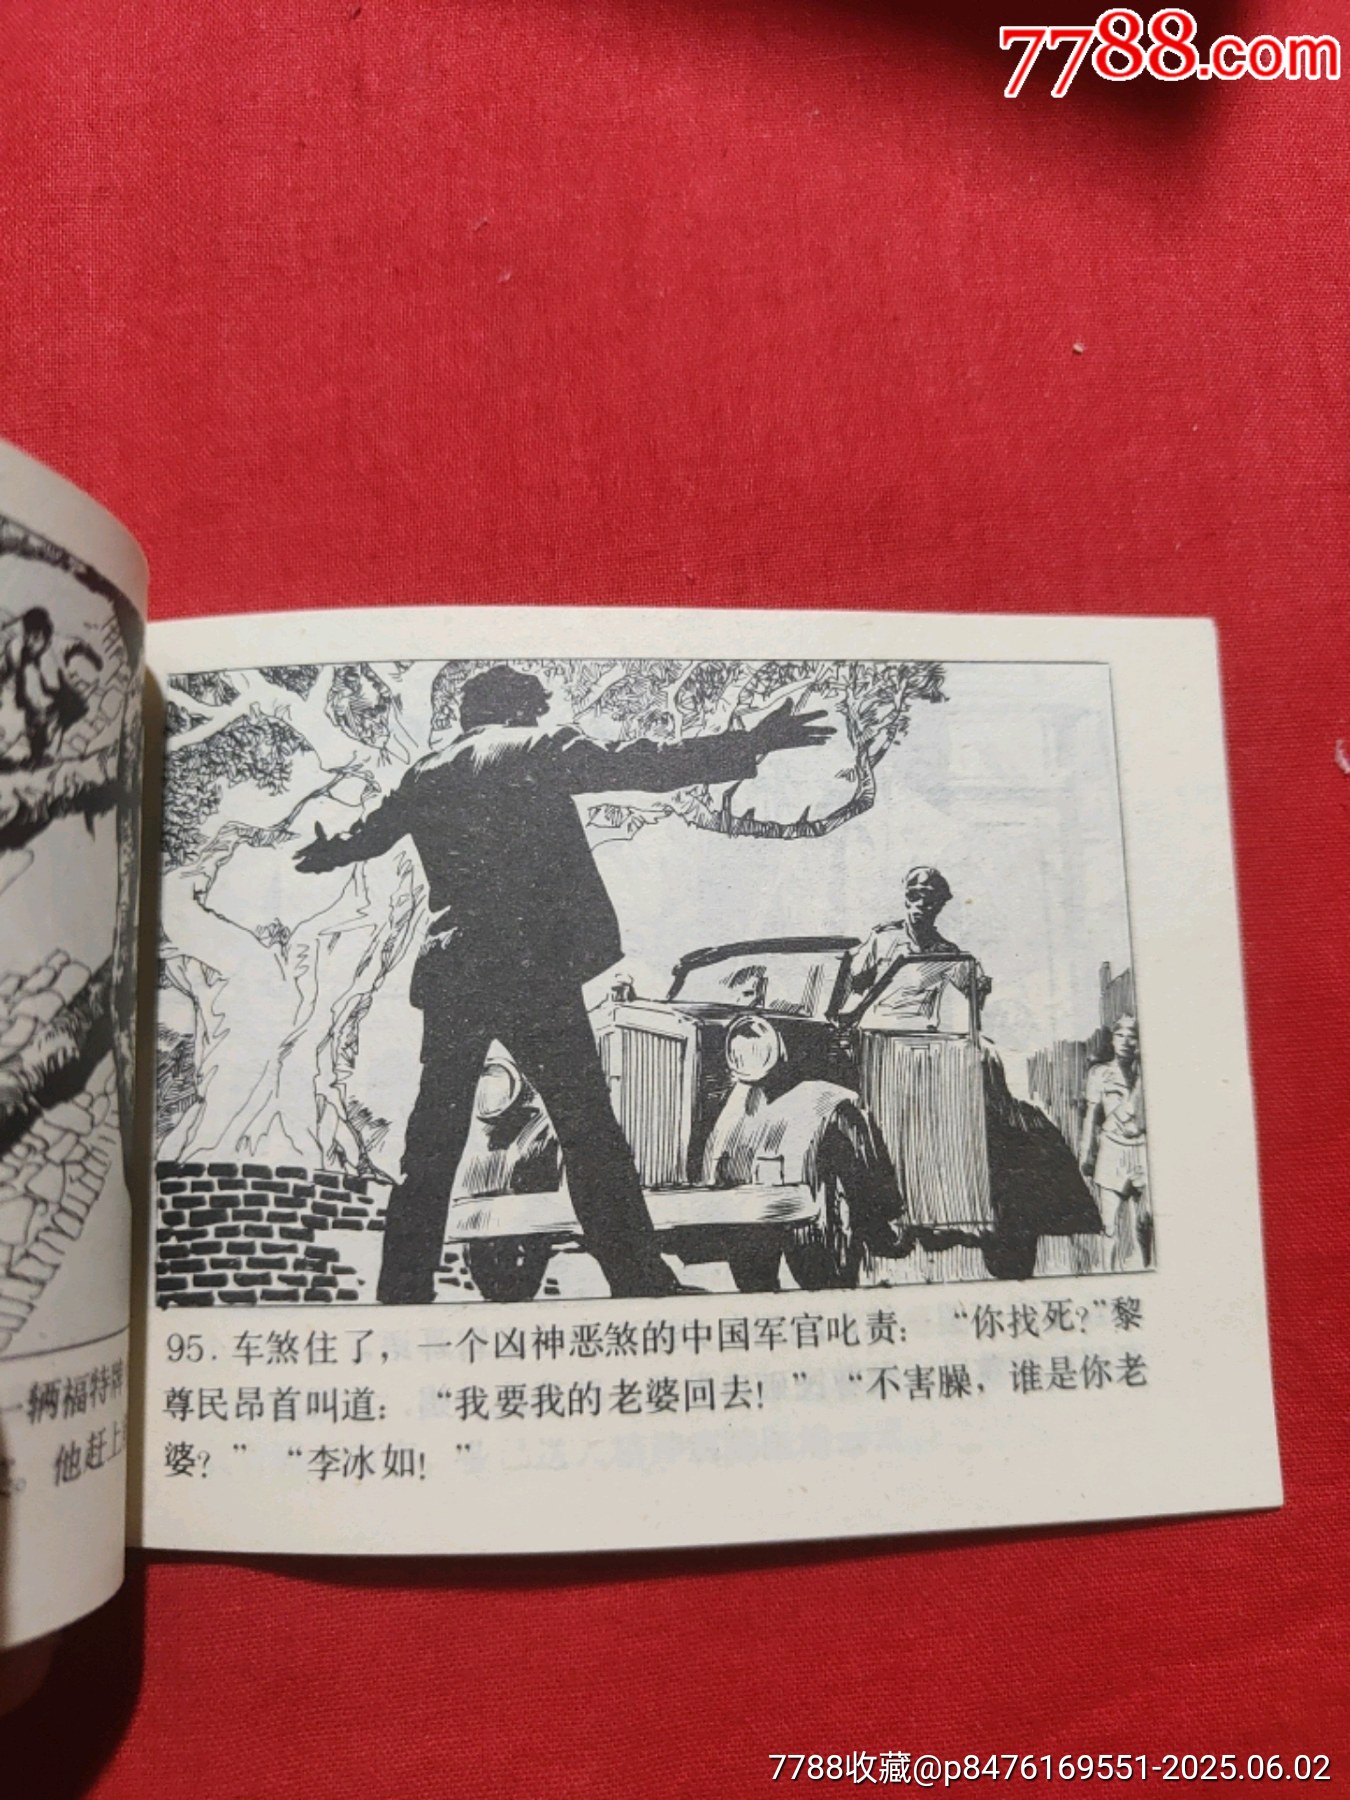 7788.com
一辆福特牌
他赶上
95. 车煞住了，一个凶神恶煞的中国军官叱责：“你找死?”黎
尊民昂首叫道：“我要我的老婆回去！”“不害臊，谁是你老
婆？”“李冰如！”
7788收藏@p8476169551-2025.06.02